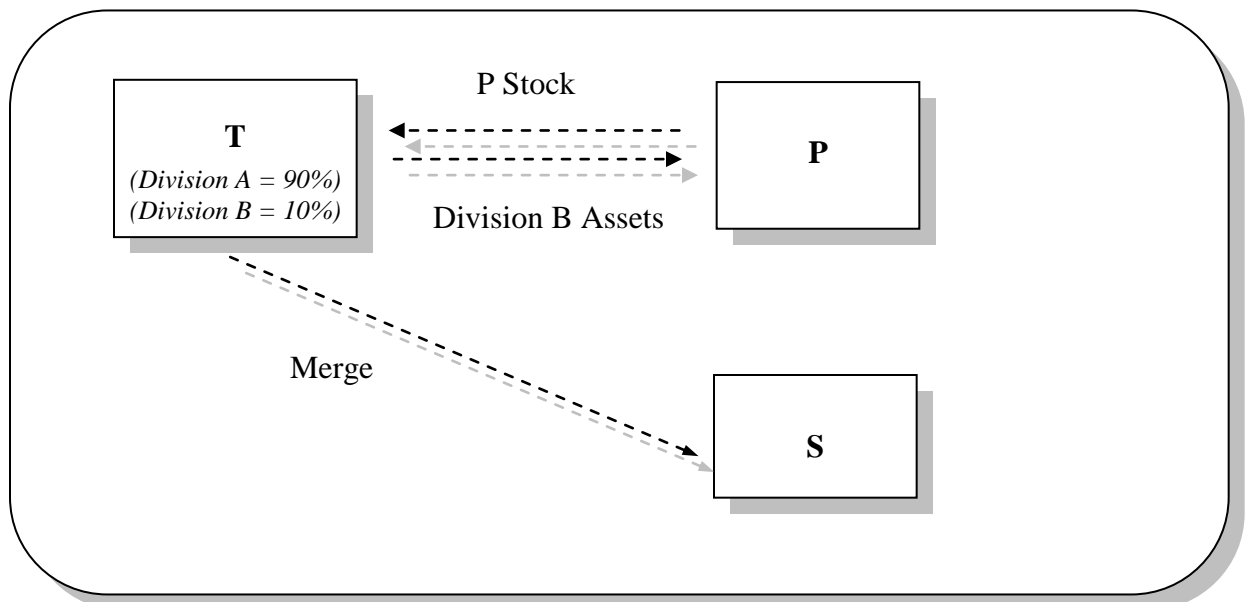 P Stock
T
(Division A = 90%)
(Division B = 10%)
P
Division B Assets
Merge
S